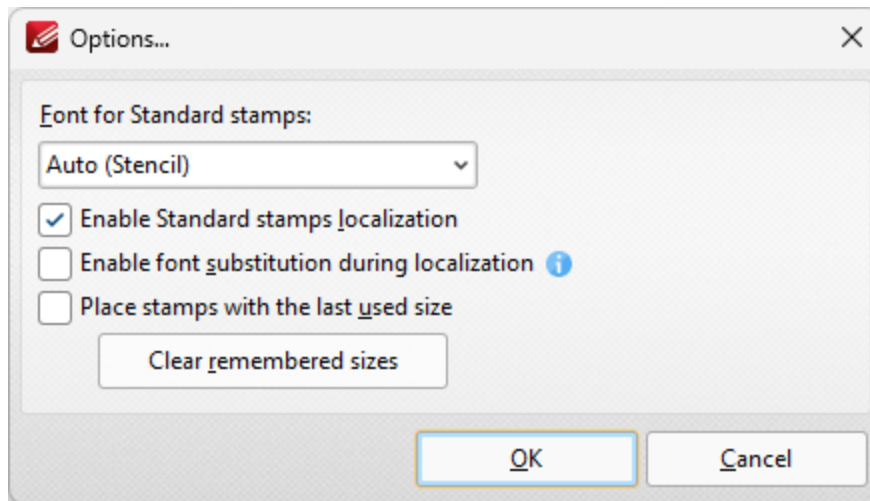 Options...
Font for Standard stamps:
Auto (Stencil)
Enable Standard stamps localization
Enable font substitution during localization
Place stamps with the last used size
Clear remembered sizes
OK Cancel